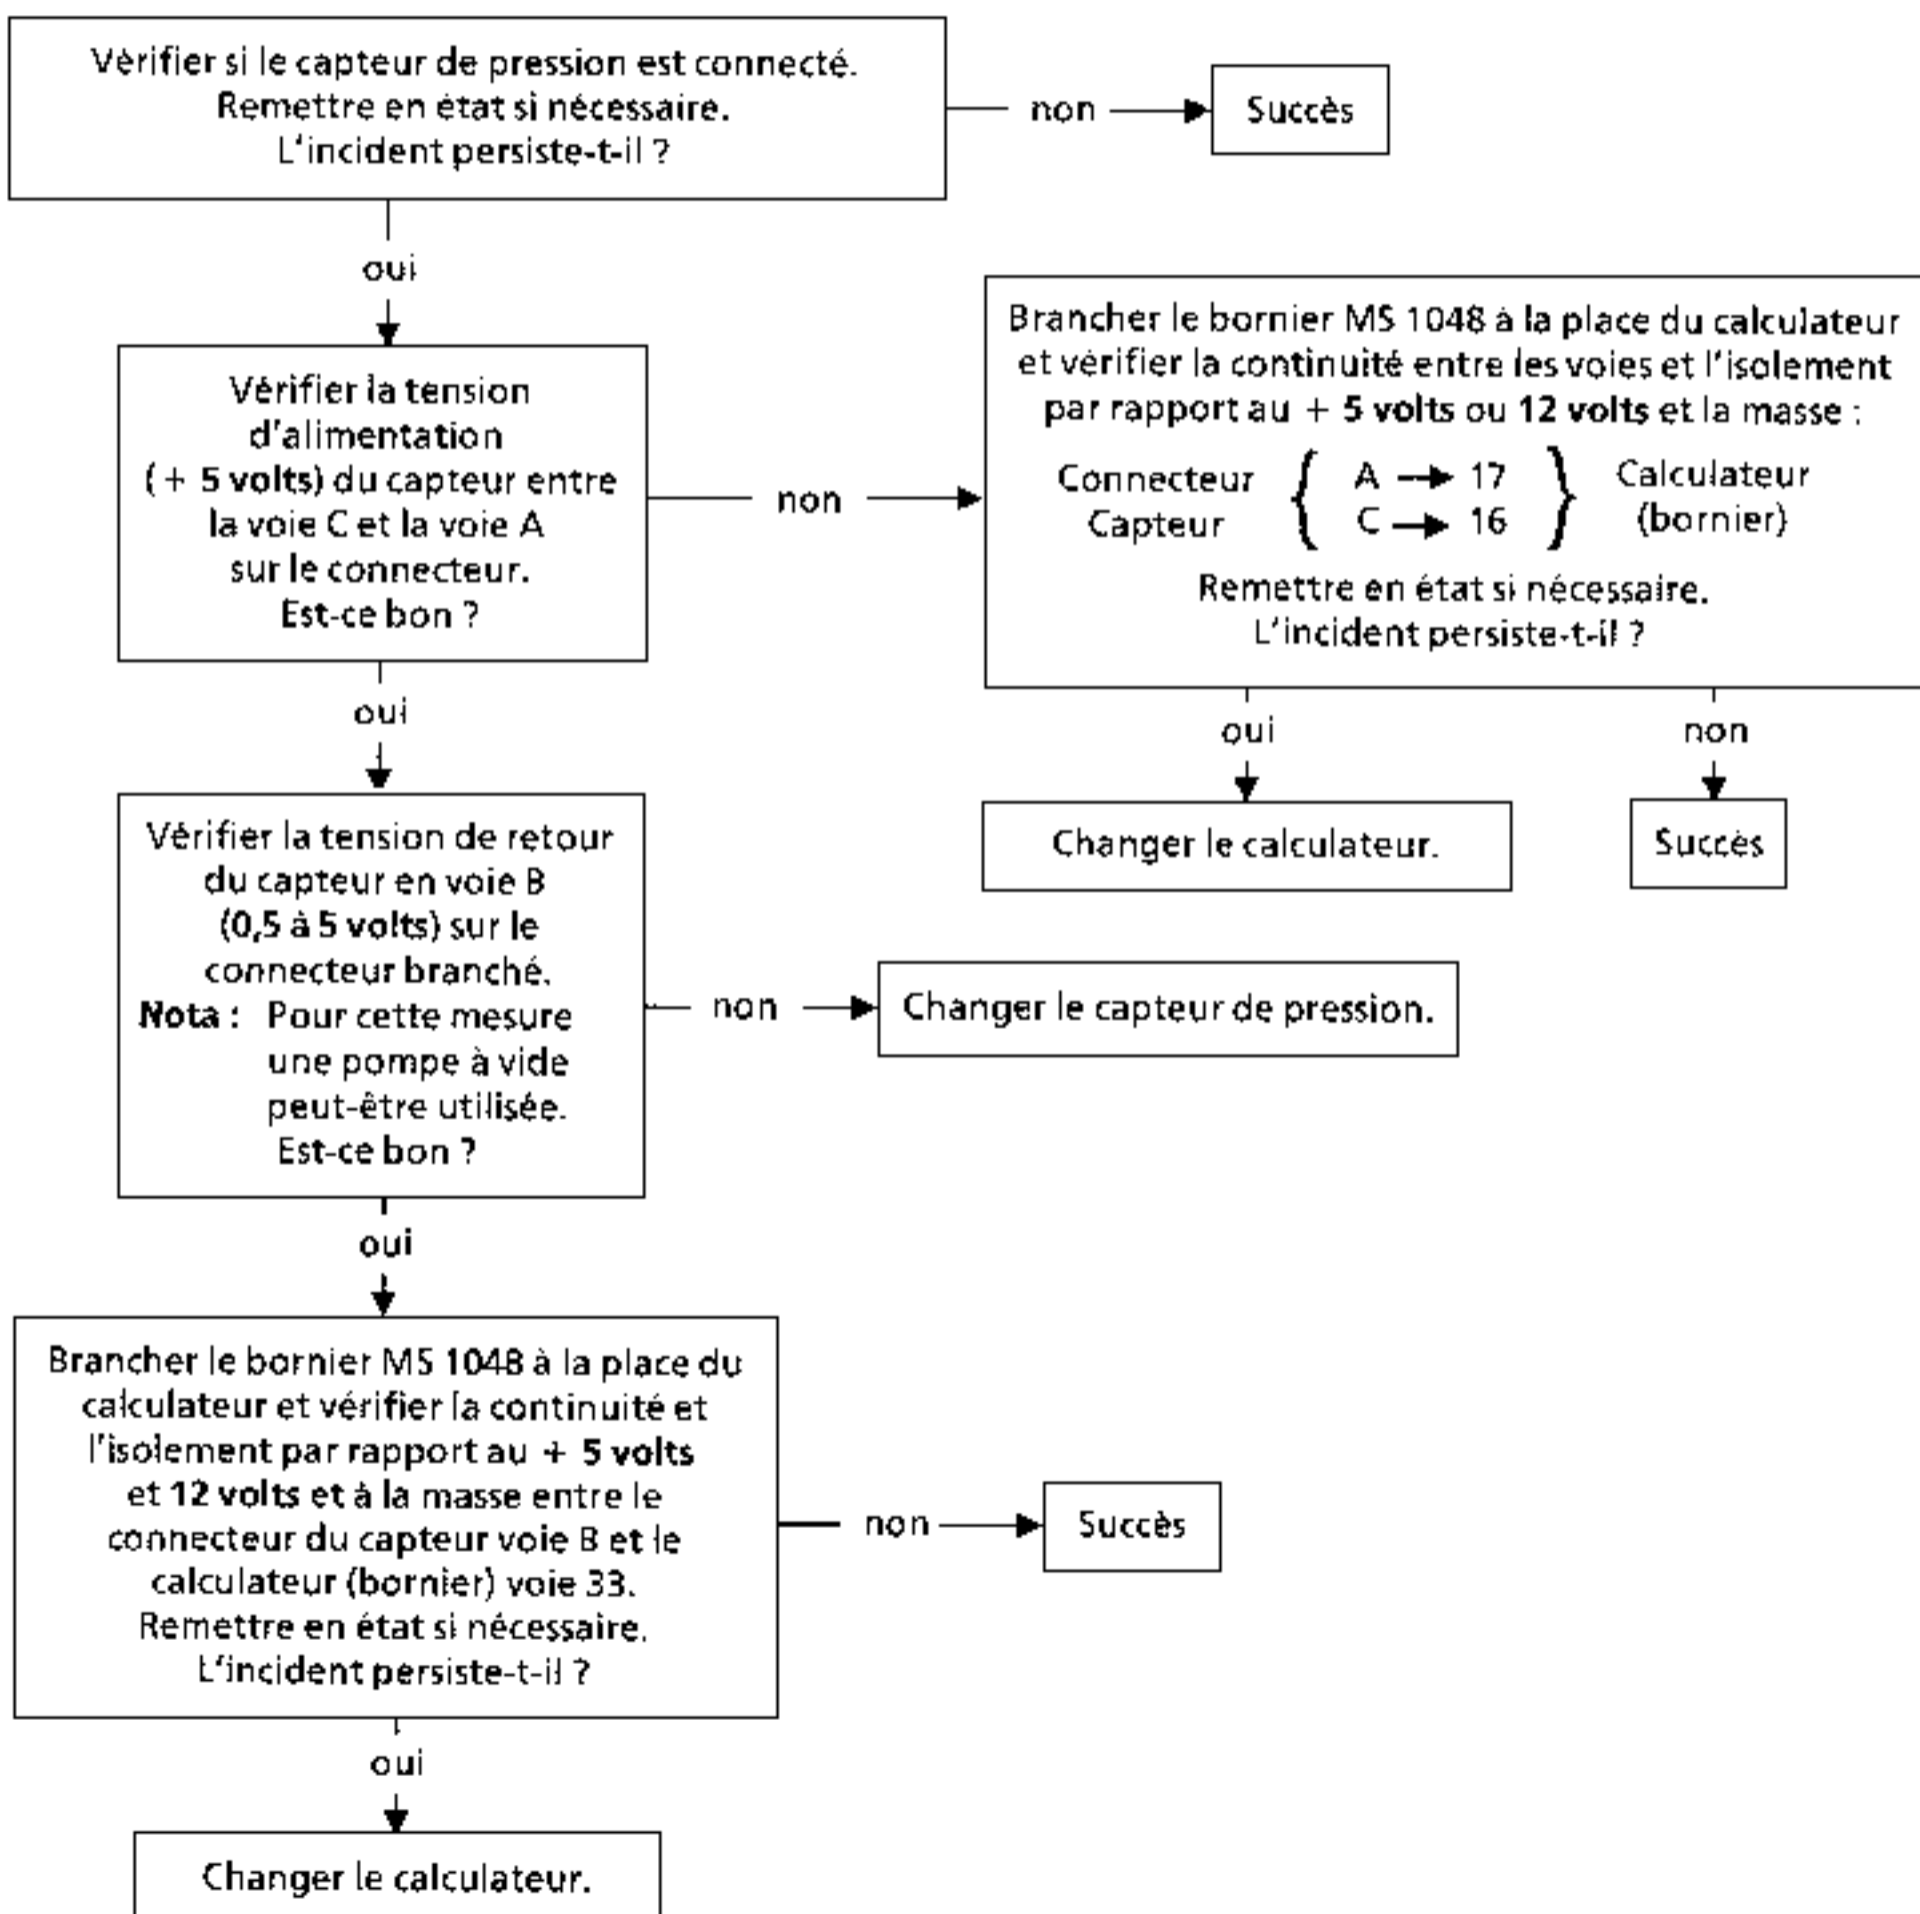 Vérifier si le capteur de pression est connecté.
Remettre en état si nécessaire.
L'incident persiste-t-il ?
non
Succès
oui
Vérifier la tension
d'alimentation
(+ 5 volts) du capteur entre
la voie C et la voie A
sur le connecteur.
Est-ce bon ?
non
Brancher le bornier MS 1048 à la place du calculateur
et vérifier la continuité entre les voies et l'isolement
par rapport au + 5 volts ou 12 volts et la masse :
Connecteur { A → 17 } Calculateur
Capteur C → 16 (bornier)
Remettre en état si nécessaire.
L'incident persiste-t-il ?
oui
oui
non
Changer le calculateur.
Succès
Vérifier la tension de retour
du capteur en voie B
(0,5 à 5 volts) sur le
connecteur branché.
Nota : Pour cette mesure
une pompe à vide
peut-être utilisée.
Est-ce bon ?
non
Changer le capteur de pression.
oui
Brancher le bornier MS 1048 à la place du
calculateur et vérifier la continuité et
l'isolement par rapport au + 5 volts
et 12 volts et à la masse entre le
connecteur du capteur voie B et le
calculateur (bornier) voie 33.
Remettre en état si nécessaire.
L'incident persiste-t-il ?
non
Succès
oui
Changer le calculateur.